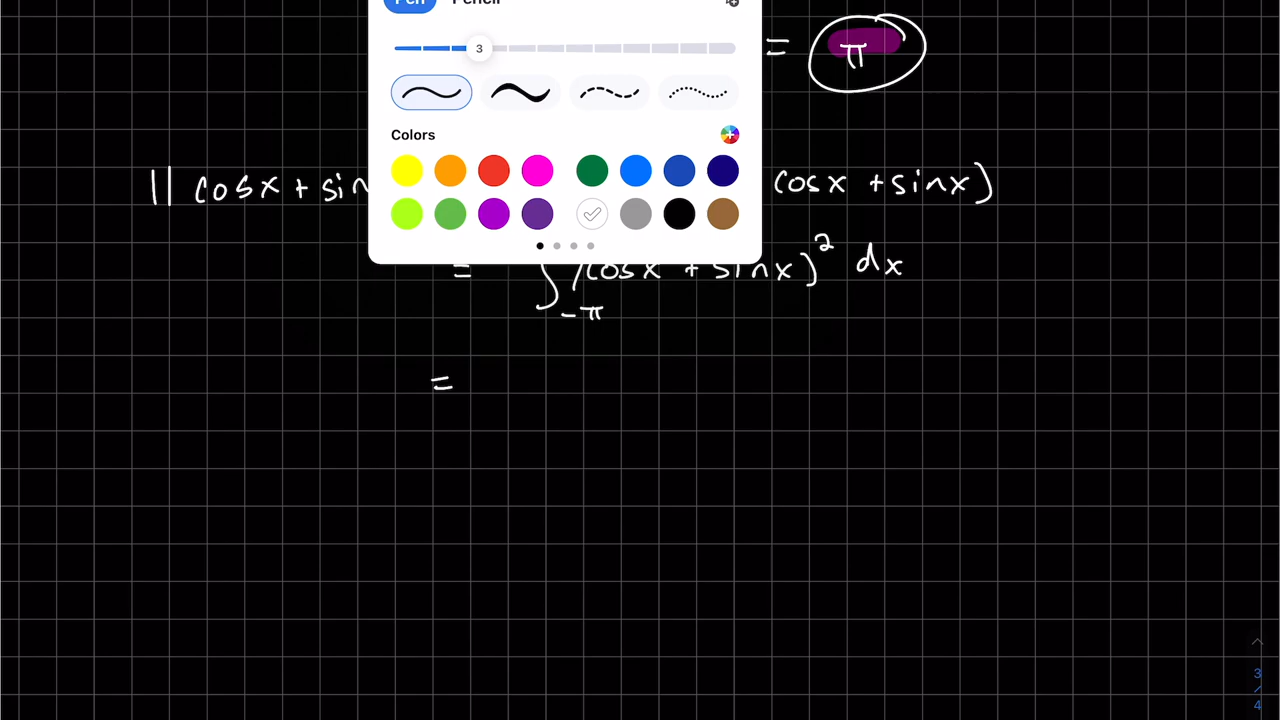 Pen Pencil
= π
3
Colors
|| cosx + sin cosx + sinx)
= ∫ (cosx + sinx)² dx
-π
=
3
/
4